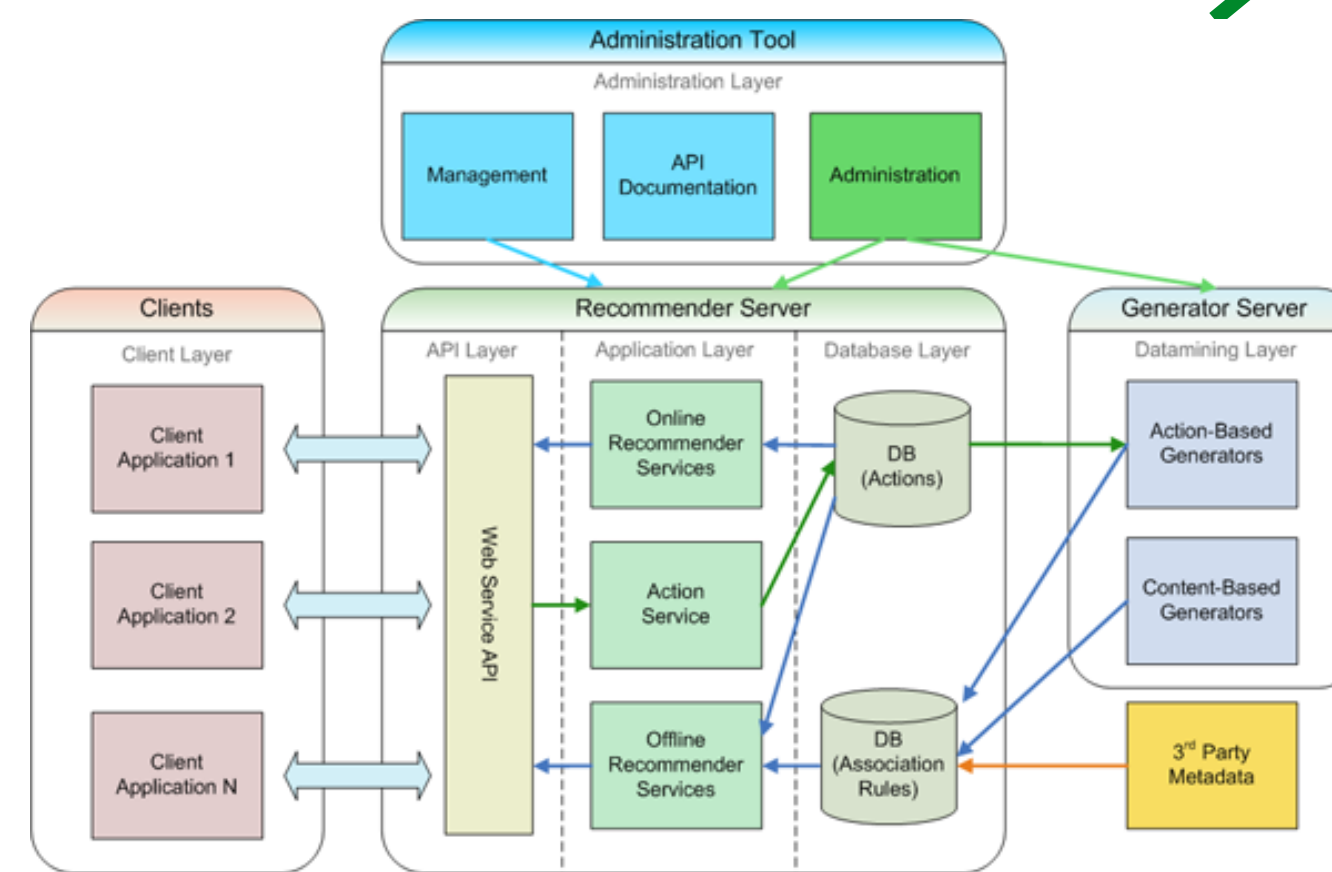 Administration Tool
Administration Layer
Management
API
Documentation
Administration
Clients
Client Layer
Client
Application 1
Client
Application 2
Client
Application N
Recommender Server
API Layer
Application Layer
Database Layer
Web Service API
Online
Recommender
Services
Action
Service
Offline
Recommender
Services
DB
(Actions)
DB
(Association
Rules)
Generator Server
Datamining Layer
Action-Based
Generators
Content-Based
Generators
3rd Party
Metadata